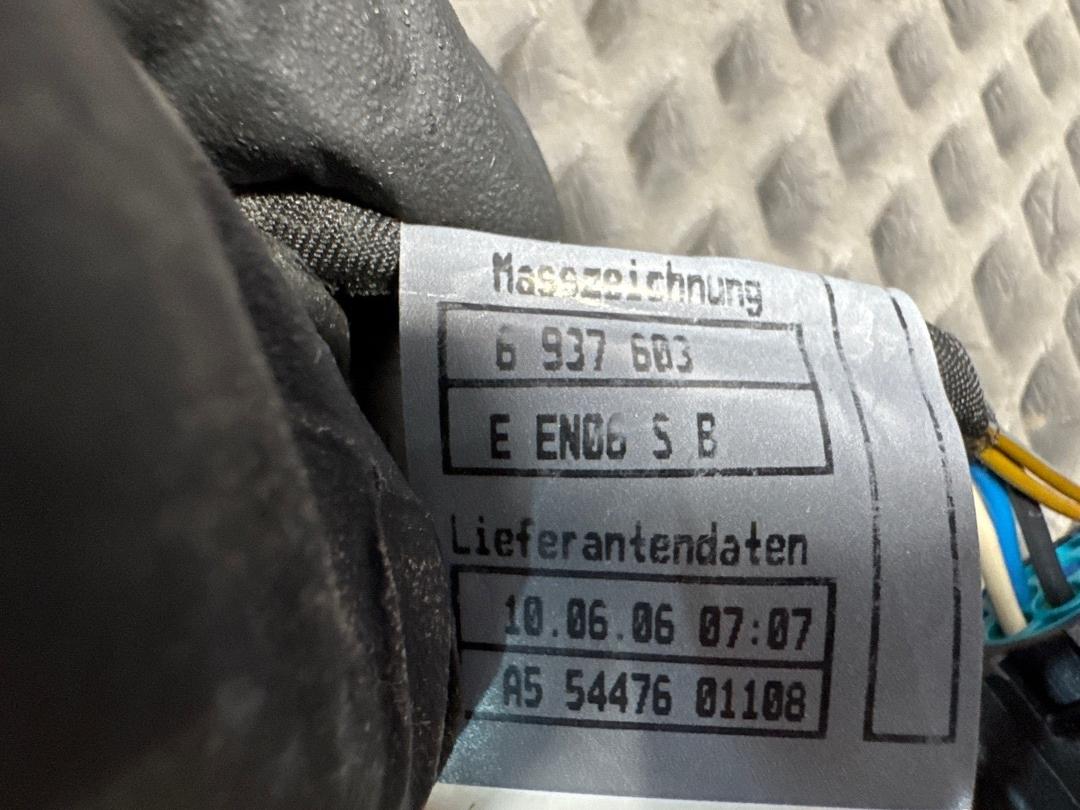 Masszeichnung
6 937 603
E EN06 S B
Lieferantendaten
10.06.06 07:07
A5 54476 01108